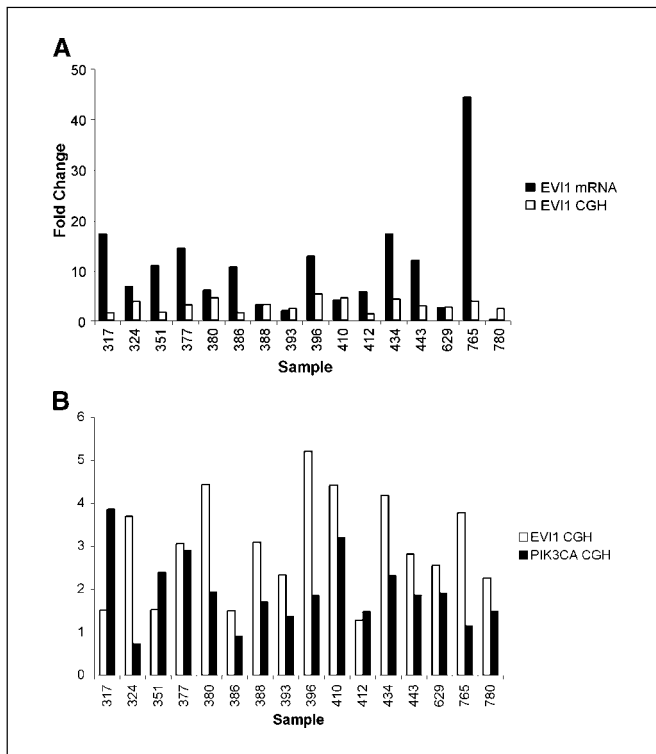 A
50
40
30
20
10
0
Fold Change
317 324 351 377 380 386 388 393 396 410 412 434 443 629 765 780
Sample
EVI1 mRNA
EVI1 CGH
B
6
5
4
3
2
1
0
317 324 351 377 380 386 388 393 396 410 412 434 443 629 765 780
Sample
EVI1 CGH
PIK3CA CGH